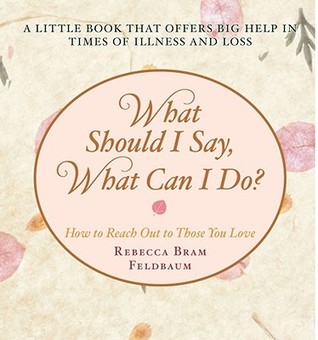 A LITTLE BOOK THAT OFFERS BIG HELP IN
TIMES OF ILLNESS AND LOSS
What
Should I Say,
What Can I Do?
How to Reach Out to Those You Love
REBECCA BRAM
FELDBAUM